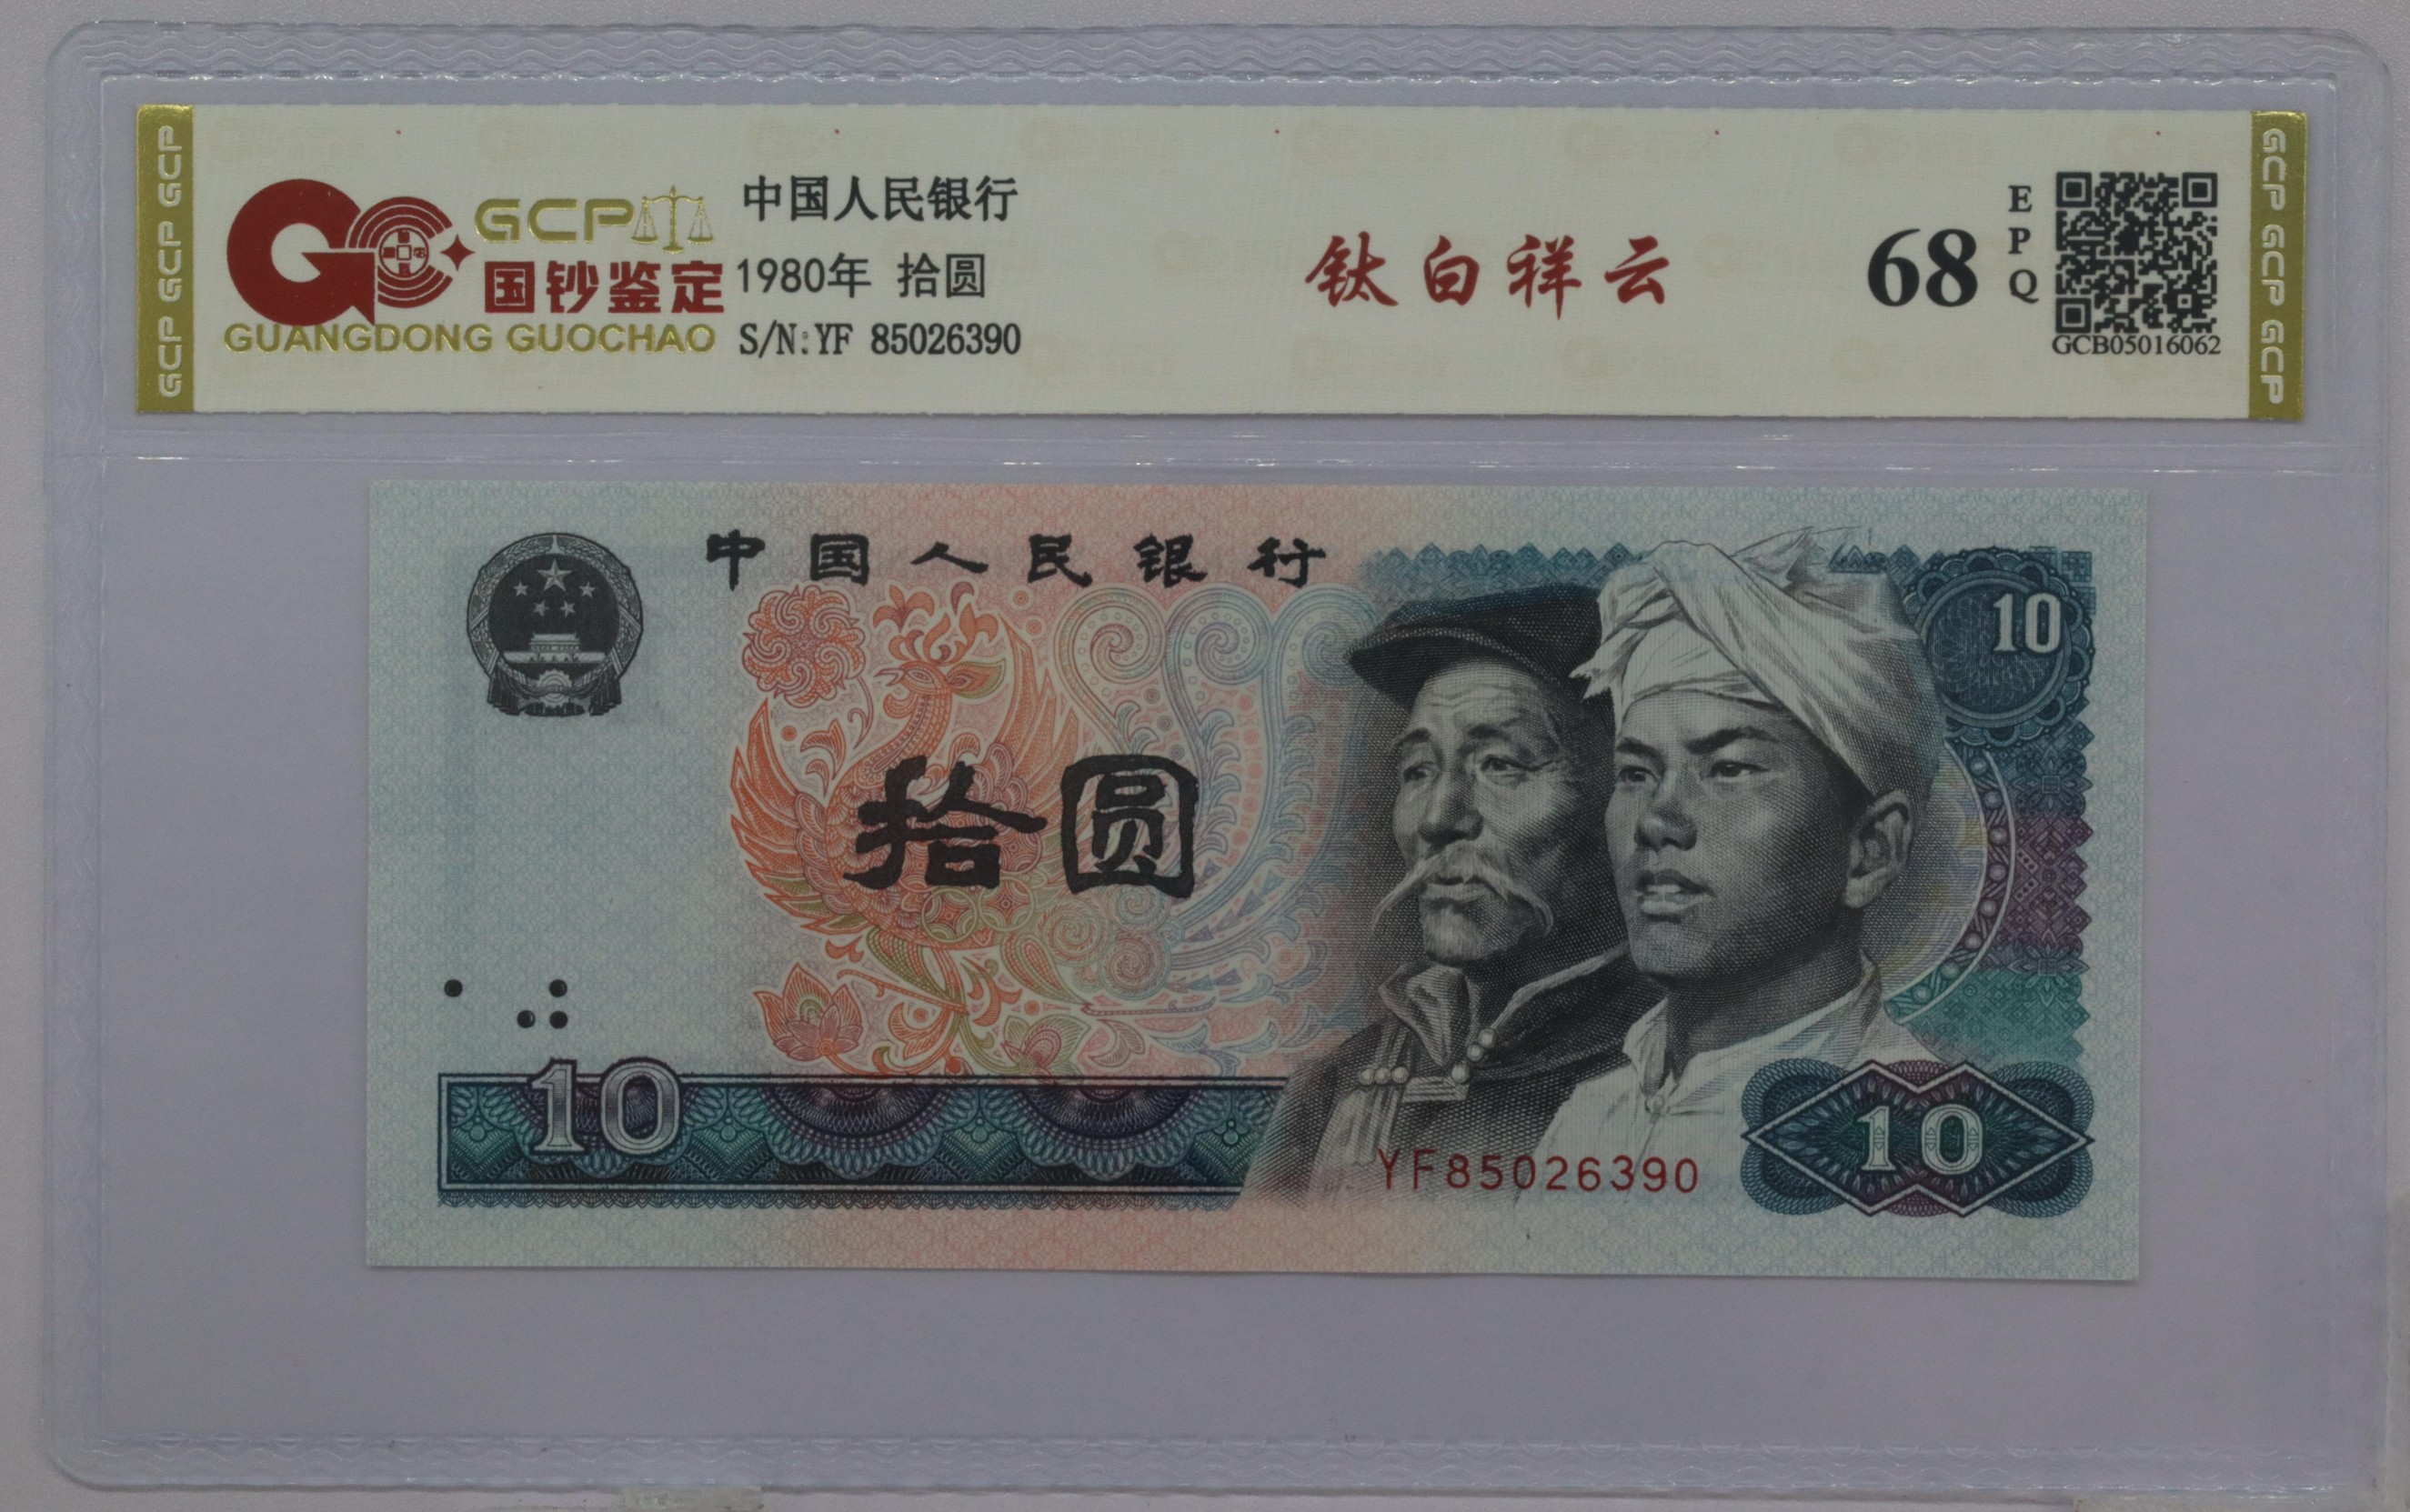 GCP GCP GCP
GCP
国钞鉴定
GUANGDONG GUOCHAO
中国人民银行
1980年 拾圆
S/N:YF 85026390
钛白祥云
68
EPQ
GCB05016062
GCP GCP GCP
中国人民银行
10
拾圆
10
YF85026390
10